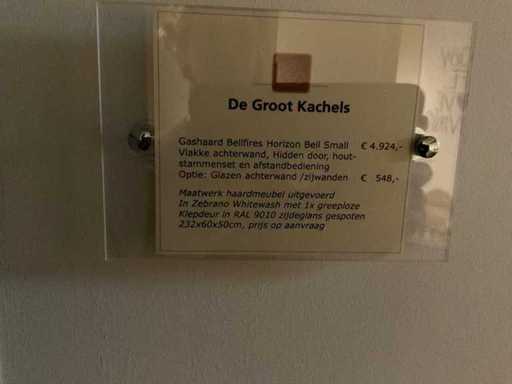 De Groot Kachels
Gashaard Bellfires Horizon Bell Small € 4.924,-
Vlakke achterwand, Hidden door, hout-
stammenset en afstandbediening
Optie: Glazen achterwand /zijwanden € 548,-
Maatwerk haardmeubel uitgevoerd
In Zebrano Whitewash met 1x greeploze
Klepdeur in RAL 9010 zijdeglans gespoten
232x60x50cm, prijs op aanvraag